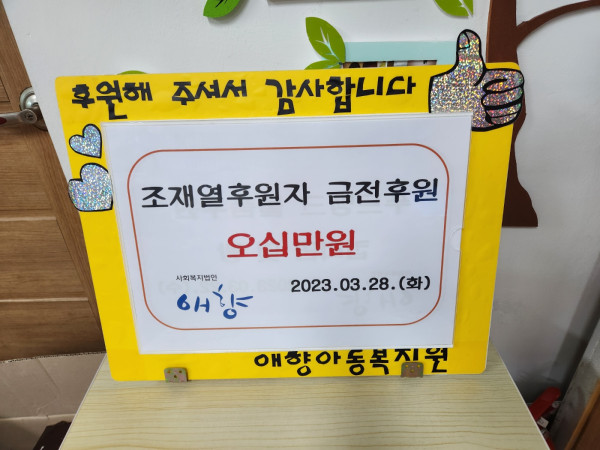 후원해 주셔서 감사합니다
조재열후원자 금전후원
오십만원
사회복지법인
애향
2023.03.28.(화)
애향아동복지원